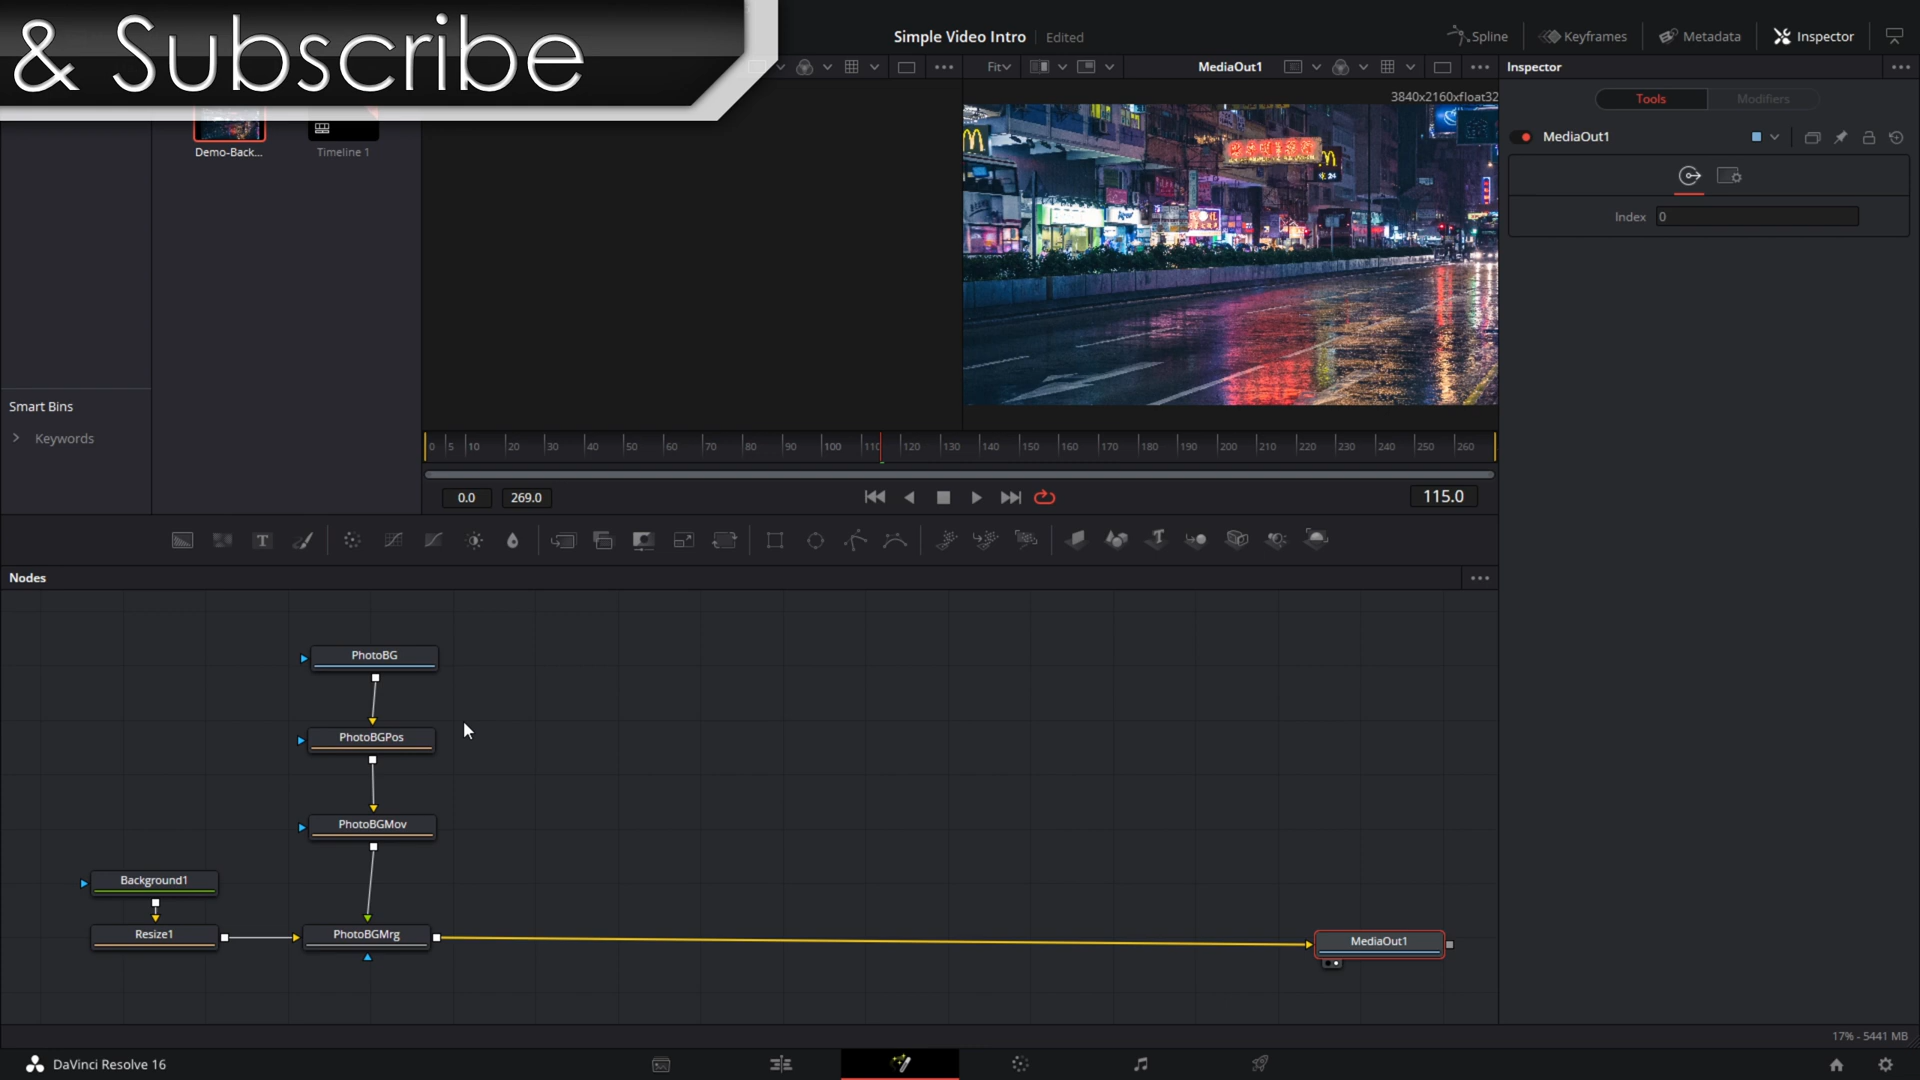 & Subscribe
Simple Video Intro
Edited
Spline
Keyframes
Metadata
Inspector
Fit
MediaOut1
Inspector
3840x2160xfloat32
Tools
Modifiers
MediaOut1
Index
0
Demo-Back...
Timeline 1
24
Smart Bins
Keywords
0 5 10 20 30 40 50 60 70 80 90 100 110 120 130 140 150 160 170 180 190 200 210 220 230 240 250 260
0.0
269.0
115.0
T
Nodes
PhotoBG
PhotoBGPos
PhotoBGMov
Background1
Resize1
PhotoBGMrg
MediaOut1
17% - 5441 MB
DaVinci Resolve 16